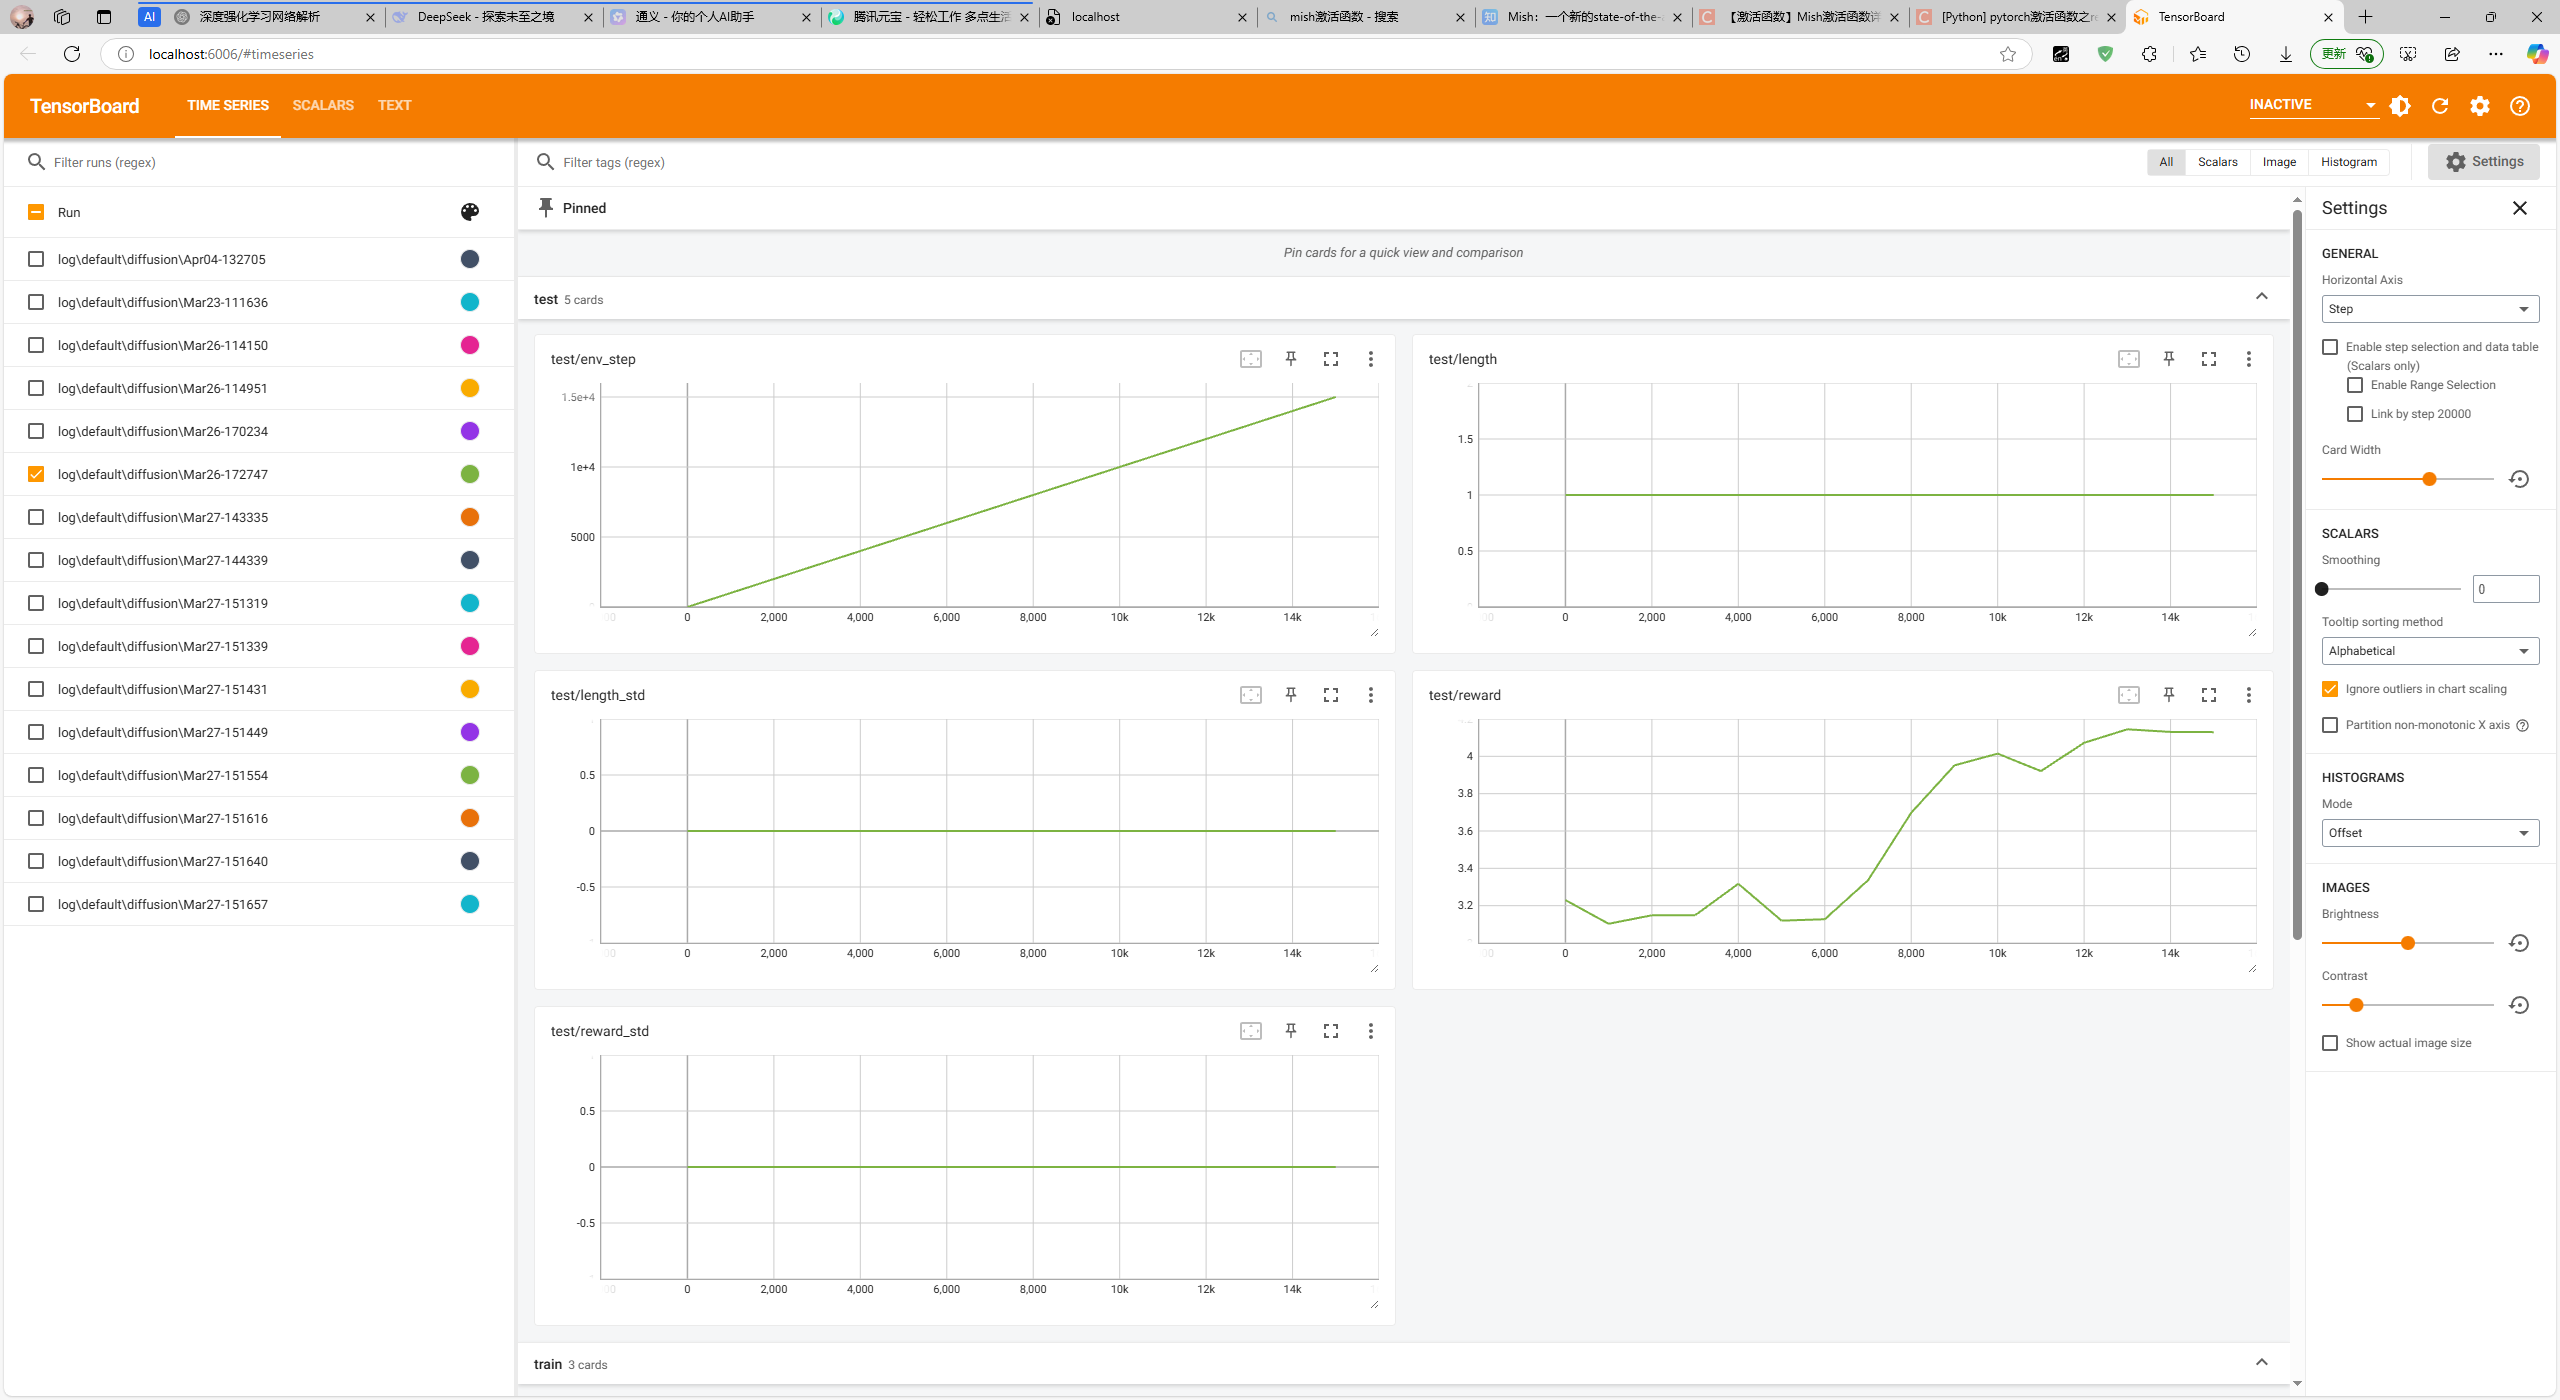 AI
深度强化学习网络解析
DeepSeek - 探索未至之境
通义 - 你的个人AI助手
腾讯元宝 - 轻松工作 多点生活
localhost
mish激活函数 - 搜索
知 Mish：一个新的state-of-the-
C 【激活函数】Mish激活函数详
C [Python] pytorch激活函数之re
TensorBoard
localhost:6006/#timeseries
更新
TensorBoard
TIME SERIES
SCALARS
TEXT
INACTIVE
Filter runs (regex)
Filter tags (regex)
All
Scalars
Image
Histogram
Settings
Run
log\default\diffusion\Apr04-132705
log\default\diffusion\Mar23-111636
log\default\diffusion\Mar26-114150
log\default\diffusion\Mar26-114951
log\default\diffusion\Mar26-170234
log\default\diffusion\Mar26-172747
log\default\diffusion\Mar27-143335
log\default\diffusion\Mar27-144339
log\default\diffusion\Mar27-151319
log\default\diffusion\Mar27-151339
log\default\diffusion\Mar27-151431
log\default\diffusion\Mar27-151449
log\default\diffusion\Mar27-151554
log\default\diffusion\Mar27-151616
log\default\diffusion\Mar27-151640
log\default\diffusion\Mar27-151657
Pinned
Pin cards for a quick view and comparison
test 5 cards
test/env_step
1.5e+4
1e+4
5000
0 2,000 4,000 6,000 8,000 10k 12k 14k
test/length
1.5
1
0.5
0 2,000 4,000 6,000 8,000 10k 12k 14k
test/length_std
0.5
0
-0.5
0 2,000 4,000 6,000 8,000 10k 12k 14k
test/reward
4
3.8
3.6
3.4
3.2
0 2,000 4,000 6,000 8,000 10k 12k 14k
test/reward_std
0.5
0
-0.5
0 2,000 4,000 6,000 8,000 10k 12k 14k
train 3 cards
Settings
GENERAL
Horizontal Axis
Step
Enable step selection and data table
(Scalars only)
Enable Range Selection
Link by step 20000
Card Width
SCALARS
Smoothing
0
Tooltip sorting method
Alphabetical
Ignore outliers in chart scaling
Partition non-monotonic X axis
HISTOGRAMS
Mode
Offset
IMAGES
Brightness
Contrast
Show actual image size